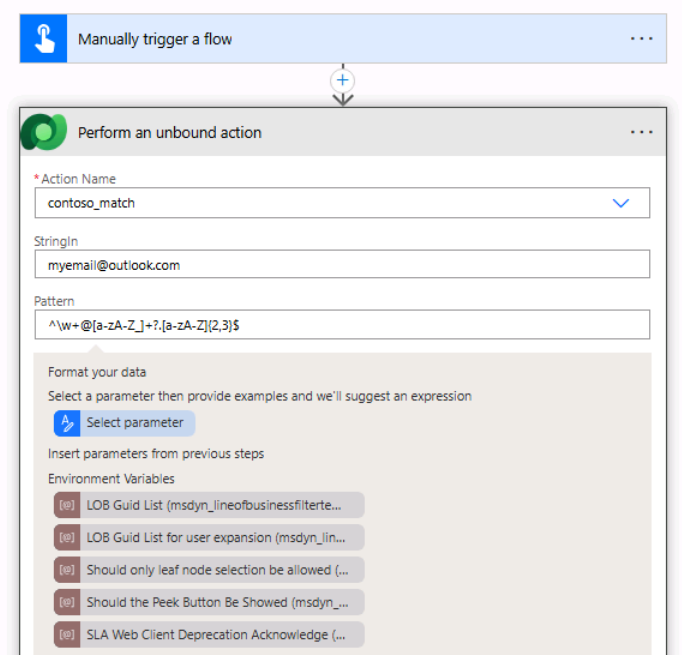 Manually trigger a flow
Perform an unbound action
*Action Name
contoso_match
StringIn
myemail@outlook.com
Pattern
^\w+@[a-zA-Z_]+?.[a-zA-Z]{2,3}$
Format your data
Select a parameter then provide examples and we'll suggest an expression
Select parameter
Insert parameters from previous steps
Environment Variables
[@] LOB Guid List (msdyn_lineofbusinessfilterte...
[@] LOB Guid List for user expansion (msdyn_lin...
[@] Should only leaf node selection be allowed (...
[@] Should the Peek Button Be Showed (msdyn_...
[@] SLA Web Client Deprecation Acknowledge (...